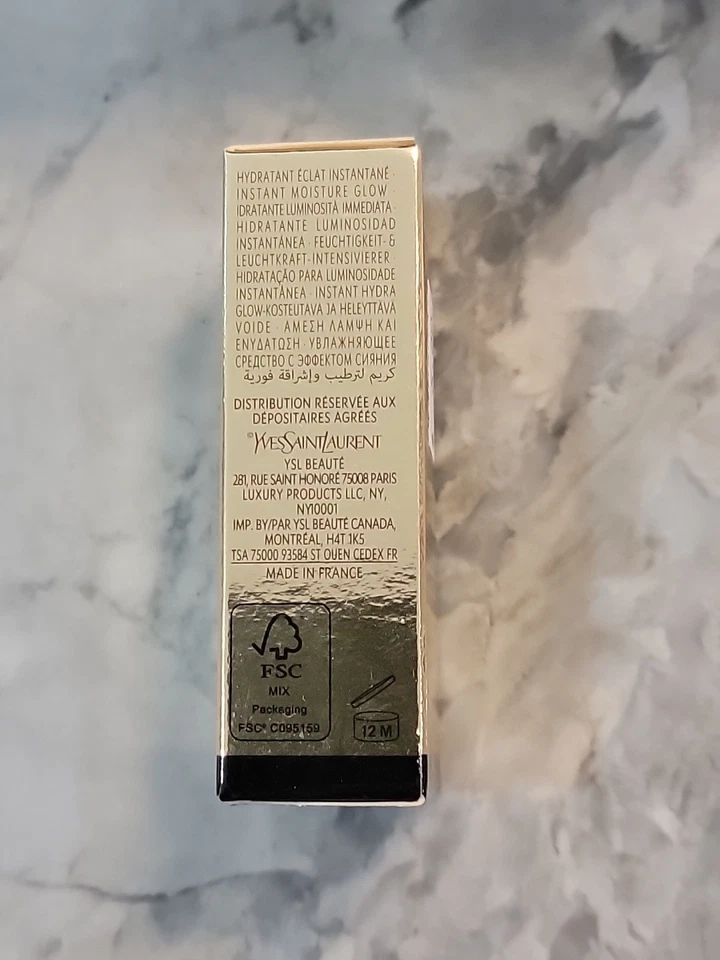 HYDRATANT ÉCLAT INSTANTANÉ ·
INSTANT MOISTURE GLOW ·
IDRATANTE LUMINOSITÀ IMMEDIATA ·
HIDRATANTE LUMINOSIDAD
INSTANTÁNEA · FEUCHTIGKEIT- &
LEUCHTKRAFT-INTENSIVIERER ·
HIDRATAÇÃO PARA LUMINOSIDADE
INSTANTÂNEA · INSTANT HYDRA
GLOW-KOSTEUTAVA JA HELEYTTÄVÄ
VOIDE · ΑΜΕΣΗ ΛΑΜΨΗ ΚΑΙ
ΕΝΥΔΑΤΩΣΗ · УВЛАЖНЯЮЩЕЕ
СРЕДСТВО С ЭФФЕКТОМ СИЯНИЯ
كريم لترطيب وإشراقة فورية
DISTRIBUTION RÉSERVÉE AUX
DÉPOSITAIRES AGRÉÉS
YVESSAINTLAURENT
YSL BEAUTÉ
281, RUE SAINT HONORÉ 75008 PARIS
LUXURY PRODUCTS LLC, NY,
NY10001
IMP. BY/PAR YSL BEAUTÉ CANADA,
MONTRÉAL, H4T 1K5
TSA 75000 93584 ST OUEN CEDEX FR
MADE IN FRANCE
FSC
MIX
Packaging
FSC® C095159
12 M